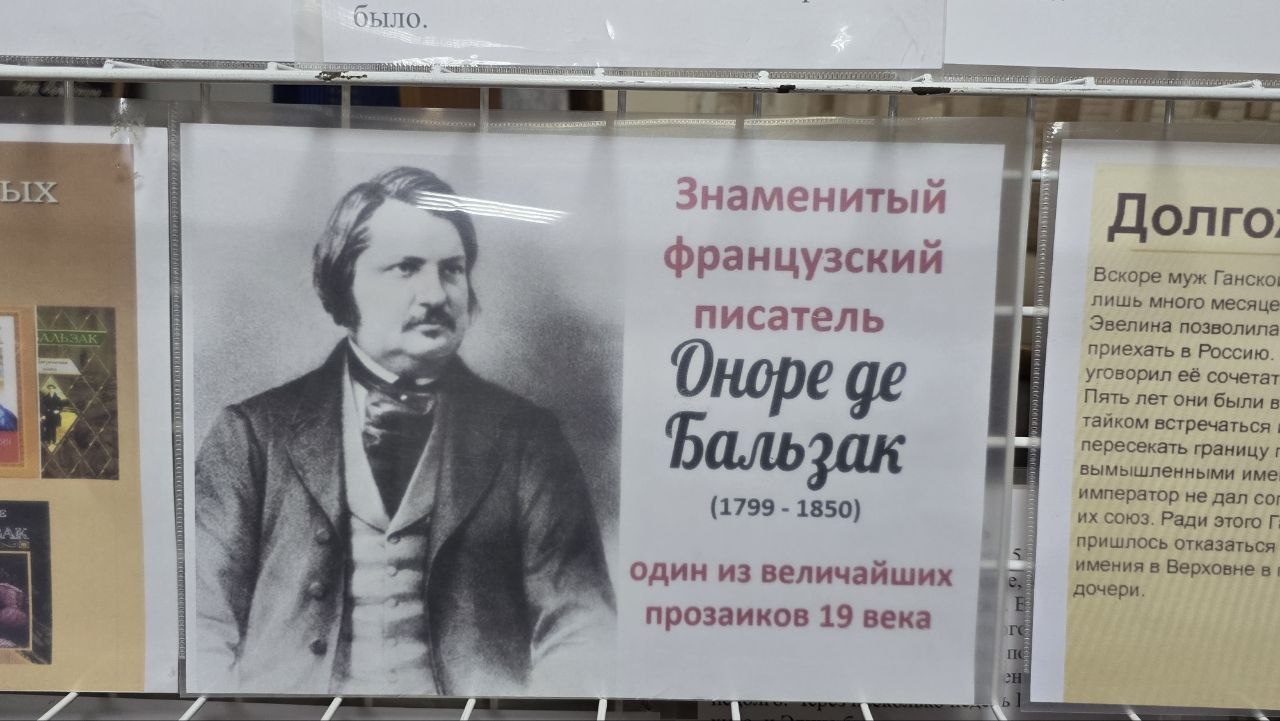 было.
ых
БАЛЬЗАК
Знаменитый
французский
писатель
Оноре де
Бальзак
(1799 - 1850)
один из величайших
прозаиков 19 века
Долго
Вскоре муж Ганской
лишь много месяце
Эвелина позволила
приехать в Россию.
уговорил её сочетат
Пять лет они были в
тайком встречаться
пересекать границу
вымышленными име
император не дал со
их союз. Ради этого Г
пришлось отказаться
имения в Верховне в
дочери.